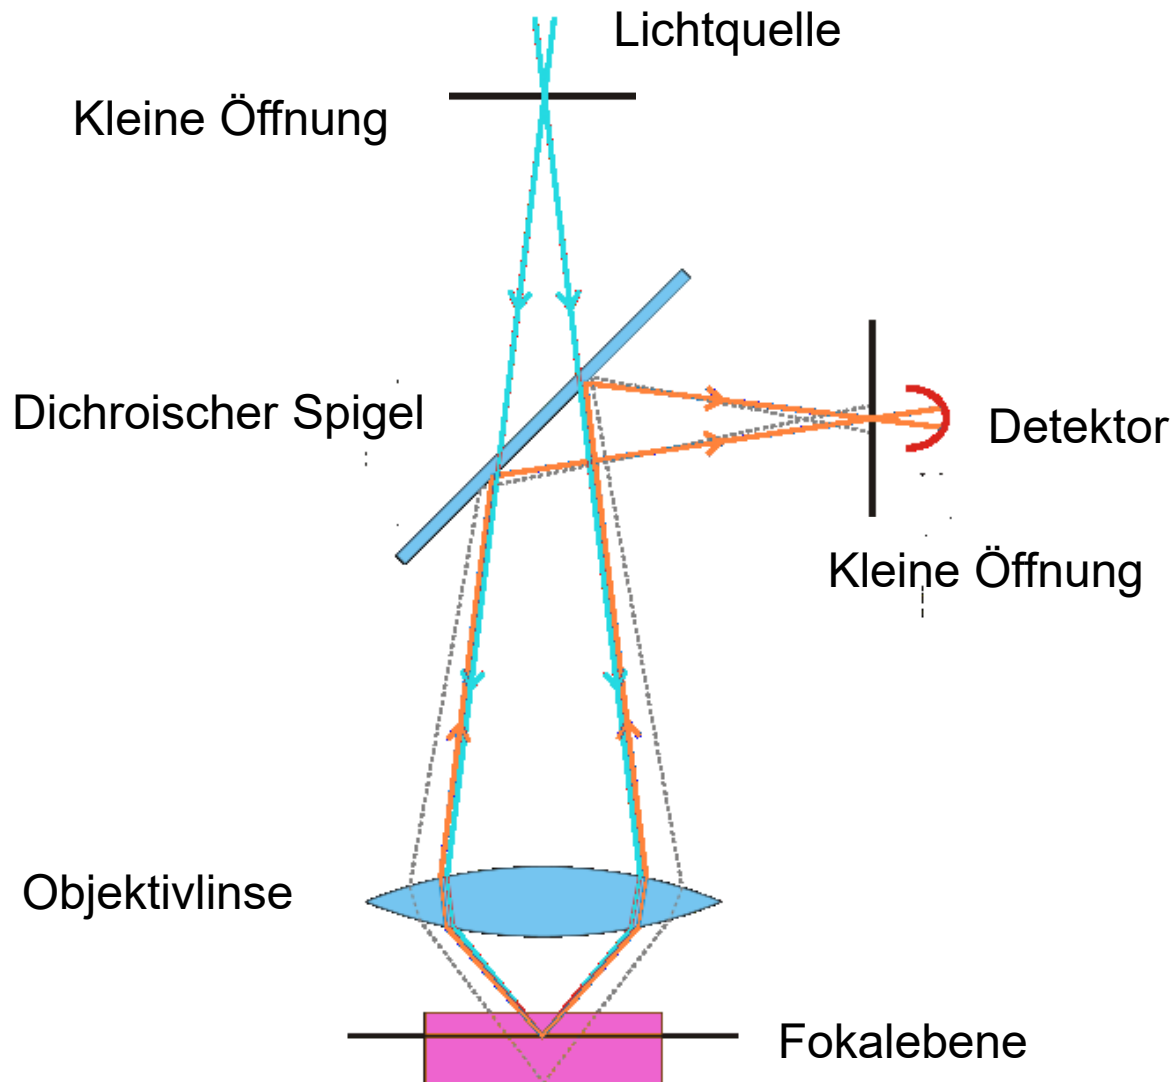 Lichtquelle
Kleine Öffnung
Dichroischer Spigel
Detektor
Kleine Öffnung
Objektivlinse
Fokalebene